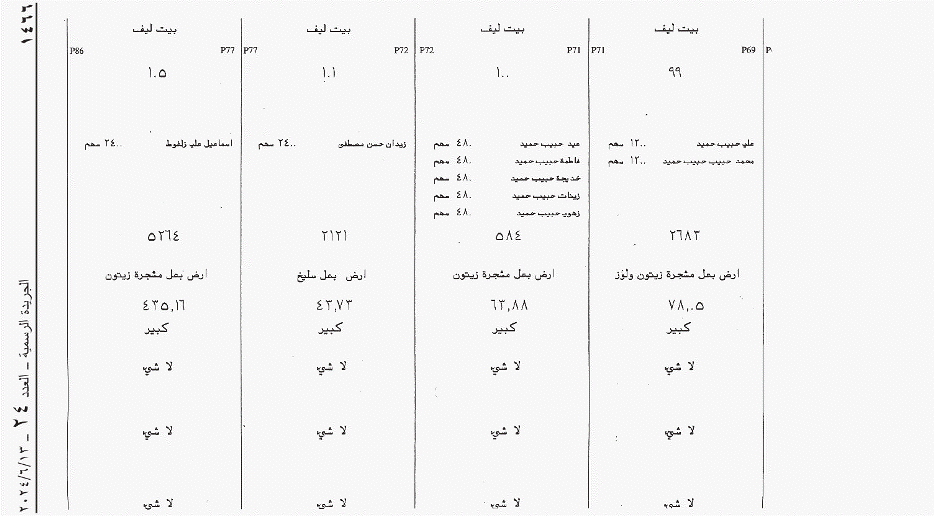 ١٤٦٦
الجريدة الرسمية – العدد ٢٤ – ٢٠٢٤/٦/١٣
بيت ليف
P69 P71
٩٩
علي حبيب حميد ١٢٠٠ سهم
محمد حبيب حبيب حميد ١٢٠٠ سهم
٢٦٨٣
ارض بعل مشجرة زيتون ولوز
٧٨,٠٥
كبير
لا شيء
لا شيء
لا شيء
بيت ليف
P71 P72
١٠٠
عيد حبيب حميد ٤٨٠ سهم
فاطمة حبيب حميد ٤٨٠ سهم
خديجة حبيب حميد ٤٨٠ سهم
زينات حبيب حميد ٤٨٠ سهم
زهور حبيب حميد ٤٨٠ سهم
٥٨٤
ارض بعل مشجرة زيتون
٦٣,٨٨
كبير
لا شيء
لا شيء
لا شيء
بيت ليف
P72 P77
١٠١
زيدان حسن مصطفى ٢٤٠٠ سهم
٢١٢١
ارض بعل سليخ
٤٣,٧٣
كبير
لا شيء
لا شيء
لا شيء
بيت ليف
P77 P86
١٠٥
اسماعيل علي زلغوط ٢٤٠٠ سهم
٥٢٦٤
ارض بعل مشجرة زيتون
٤٣٥,١٦
كبير
لا شيء
لا شيء
لا شيء